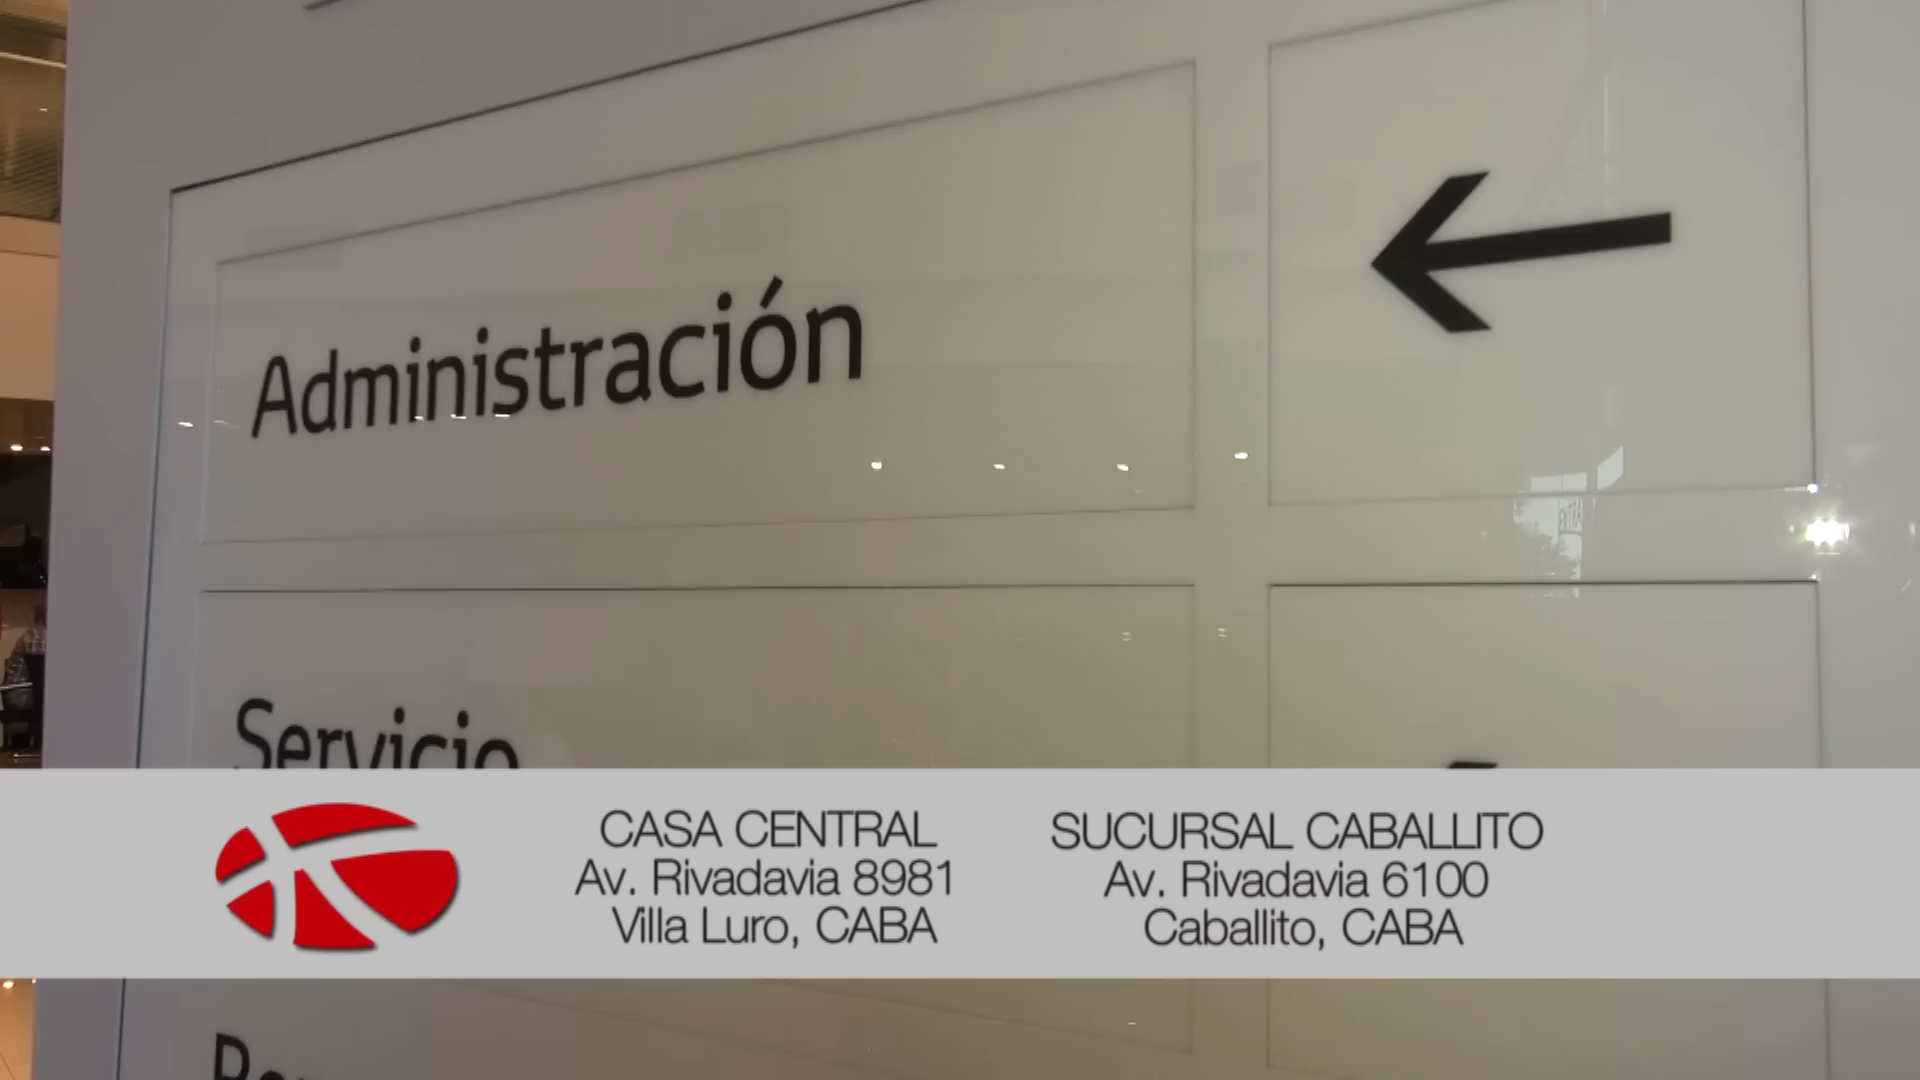 Administración
Servicio
CASA CENTRAL
Av. Rivadavia 8981
Villa Luro, CABA
SUCURSAL CABALLITO
Av. Rivadavia 6100
Caballito, CABA